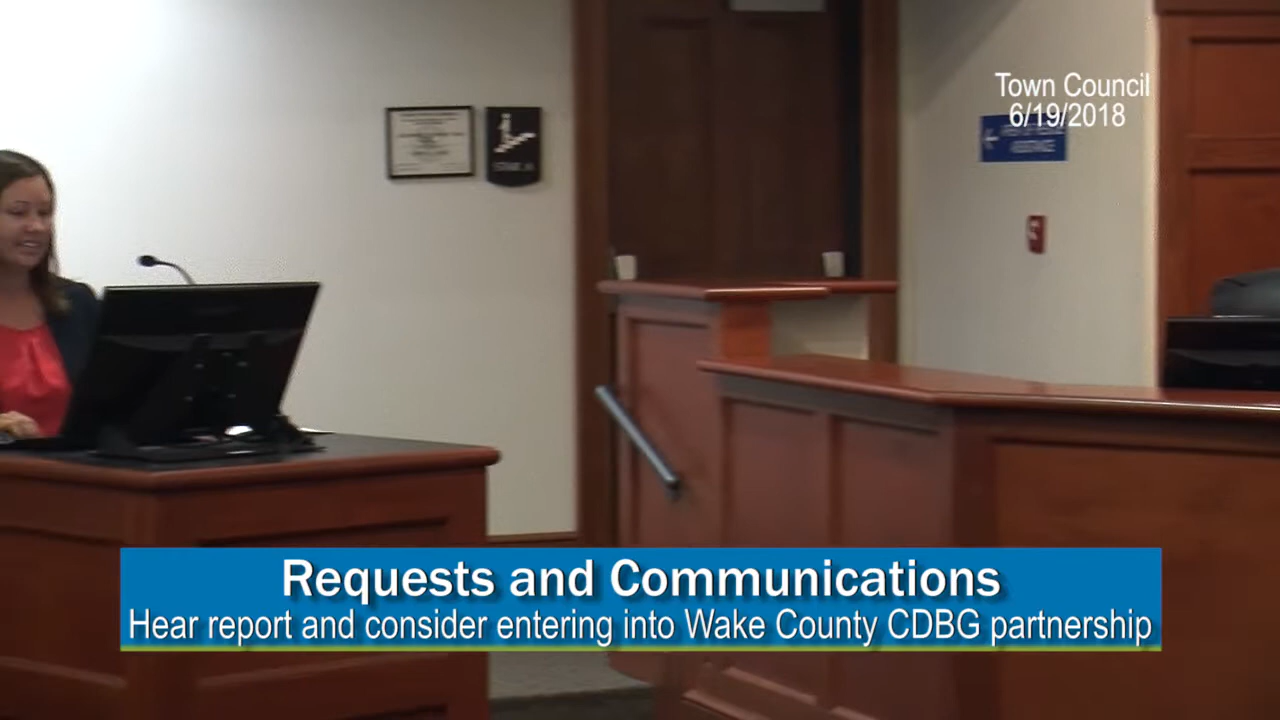 Town Council
6/19/2018
Requests and Communications
Hear report and consider entering into Wake County CDBG partnership